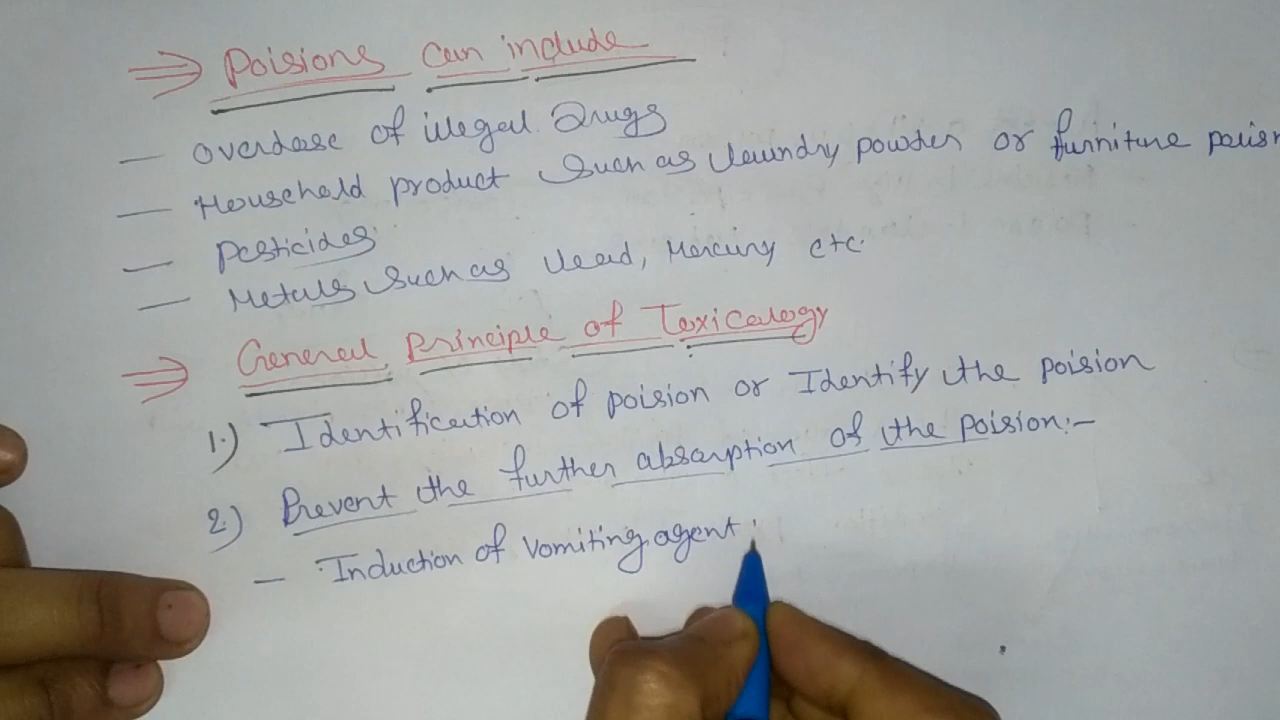 ⇒ Poisions Can include
— Overdose of illegal Drugs
— Household product Such as laundry powder or furniture
— Pesticides.
— Metals Such as lead, Mercury etc.
⇒ General Principle of Toxicology
1.) Identification of poision or Identify the poision
2) Prevent the further absorption of the poision:-
— Induction of vomiting agent :